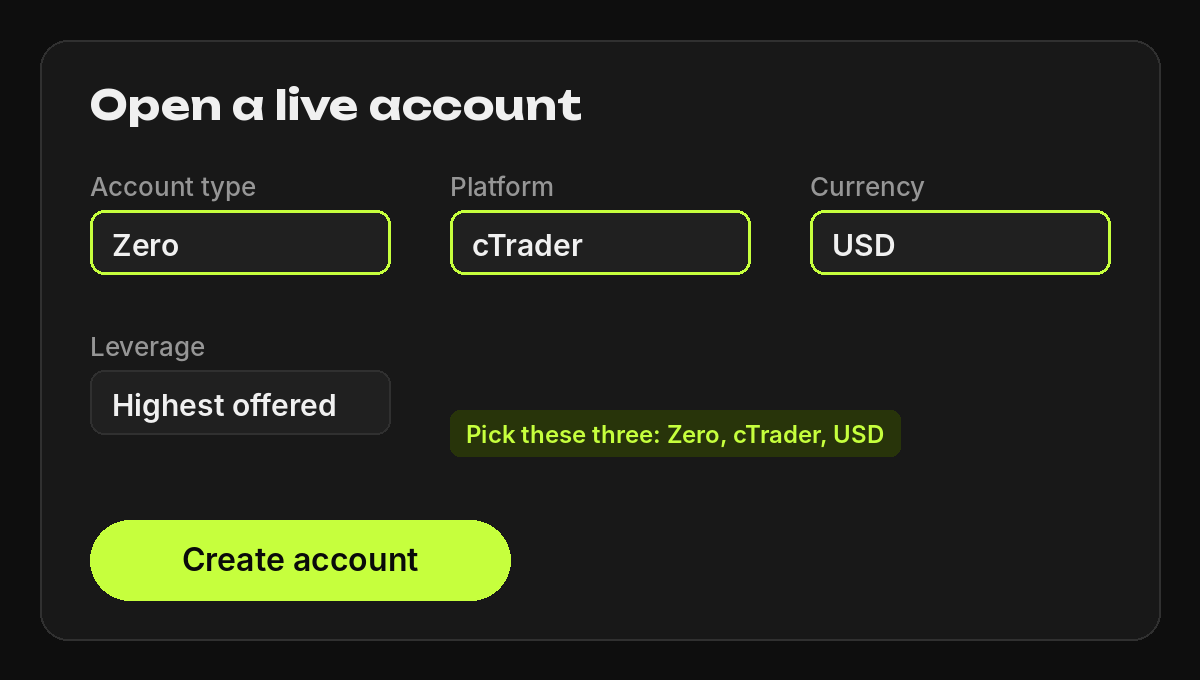 Open a live account
Account type
Platform
Currency
Zero
cTrader
USD
Leverage
Highest offered
Pick these three: Zero, cTrader, USD
Create account